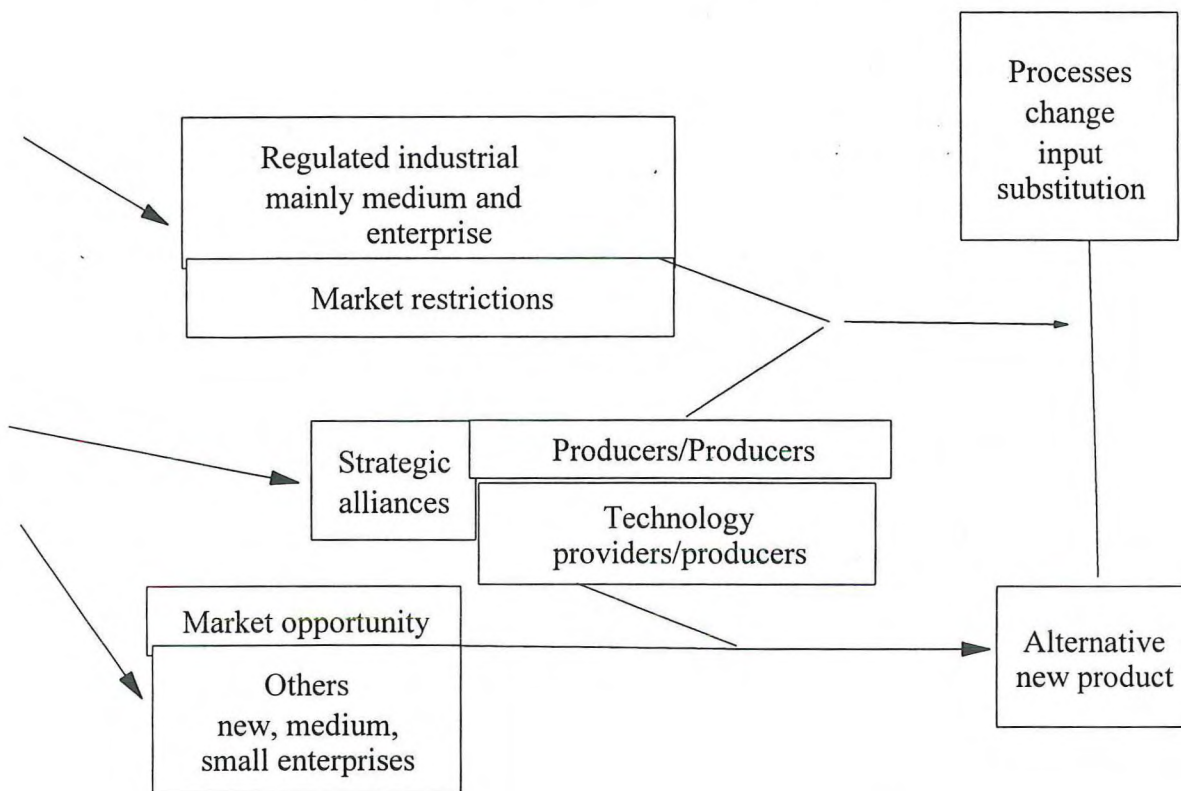 Processes
change
input
substitution
Regulated industrial
mainly medium and
enterprise
Market restrictions
Strategic
alliances
Producers/Producers
Technology
providers/producers
Market opportunity
Others
new, medium,
small enterprises
Alternative
new product